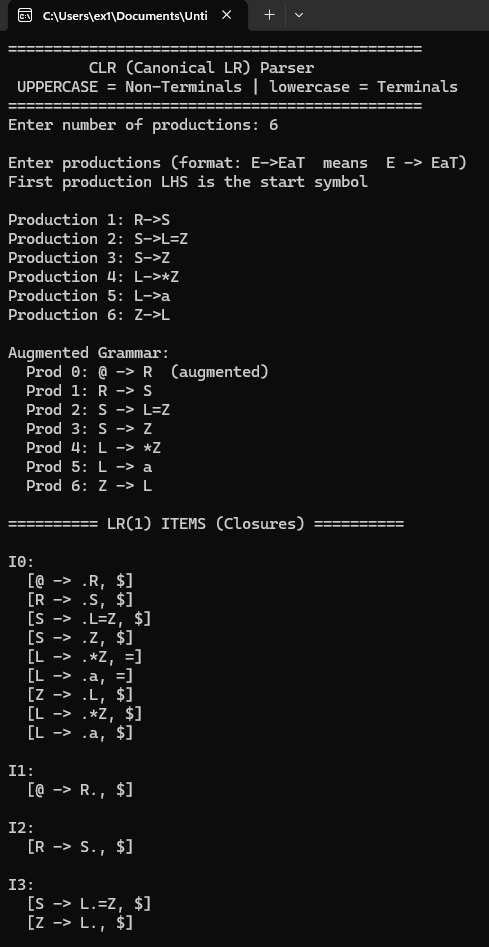 C:\Users\ex1\Documents\Unti
==============================================
CLR (Canonical LR) Parser
UPPERCASE = Non-Terminals | lowercase = Terminals
==============================================
Enter number of productions: 6
Enter productions (format: E->EaT  means  E -> EaT)
First production LHS is the start symbol
Production 1: R->S
Production 2: S->L=Z
Production 3: S->Z
Production 4: L->*Z
Production 5: L->a
Production 6: Z->L
Augmented Grammar:
Prod 0: @ -> R  (augmented)
Prod 1: R -> S
Prod 2: S -> L=Z
Prod 3: S -> Z
Prod 4: L -> *Z
Prod 5: L -> a
Prod 6: Z -> L
========== LR(1) ITEMS (Closures) ==========
I0:
[@ -> .R, $]
[R -> .S, $]
[S -> .L=Z, $]
[S -> .Z, $]
[L -> .*Z, =]
[L -> .a, =]
[Z -> .L, $]
[L -> .*Z, $]
[L -> .a, $]
I1:
[@ -> R., $]
I2:
[R -> S., $]
I3:
[S -> L.=Z, $]
[Z -> L., $]